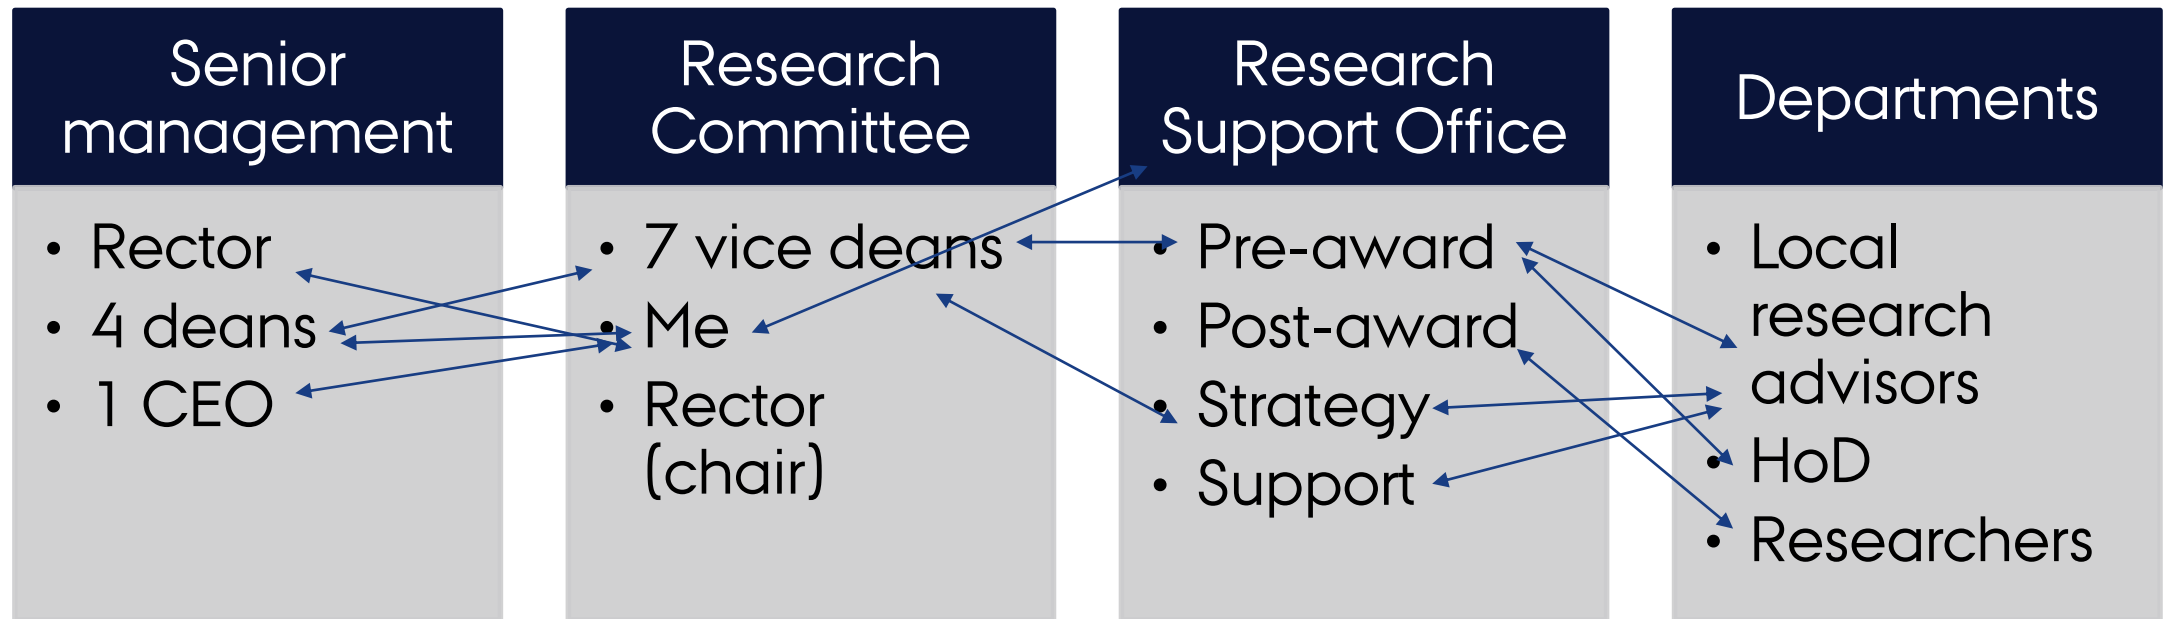 Senior
management
• Rector
• 4 deans
• 1 CEO
Research
Committee
• 7 vice deans
• Me
• Rector
(chair)
Research
Support Office
• Pre-award
• Post-award
• Strategy
• Support
Departments
• Local
research
advisors
• HoD
• Researchers